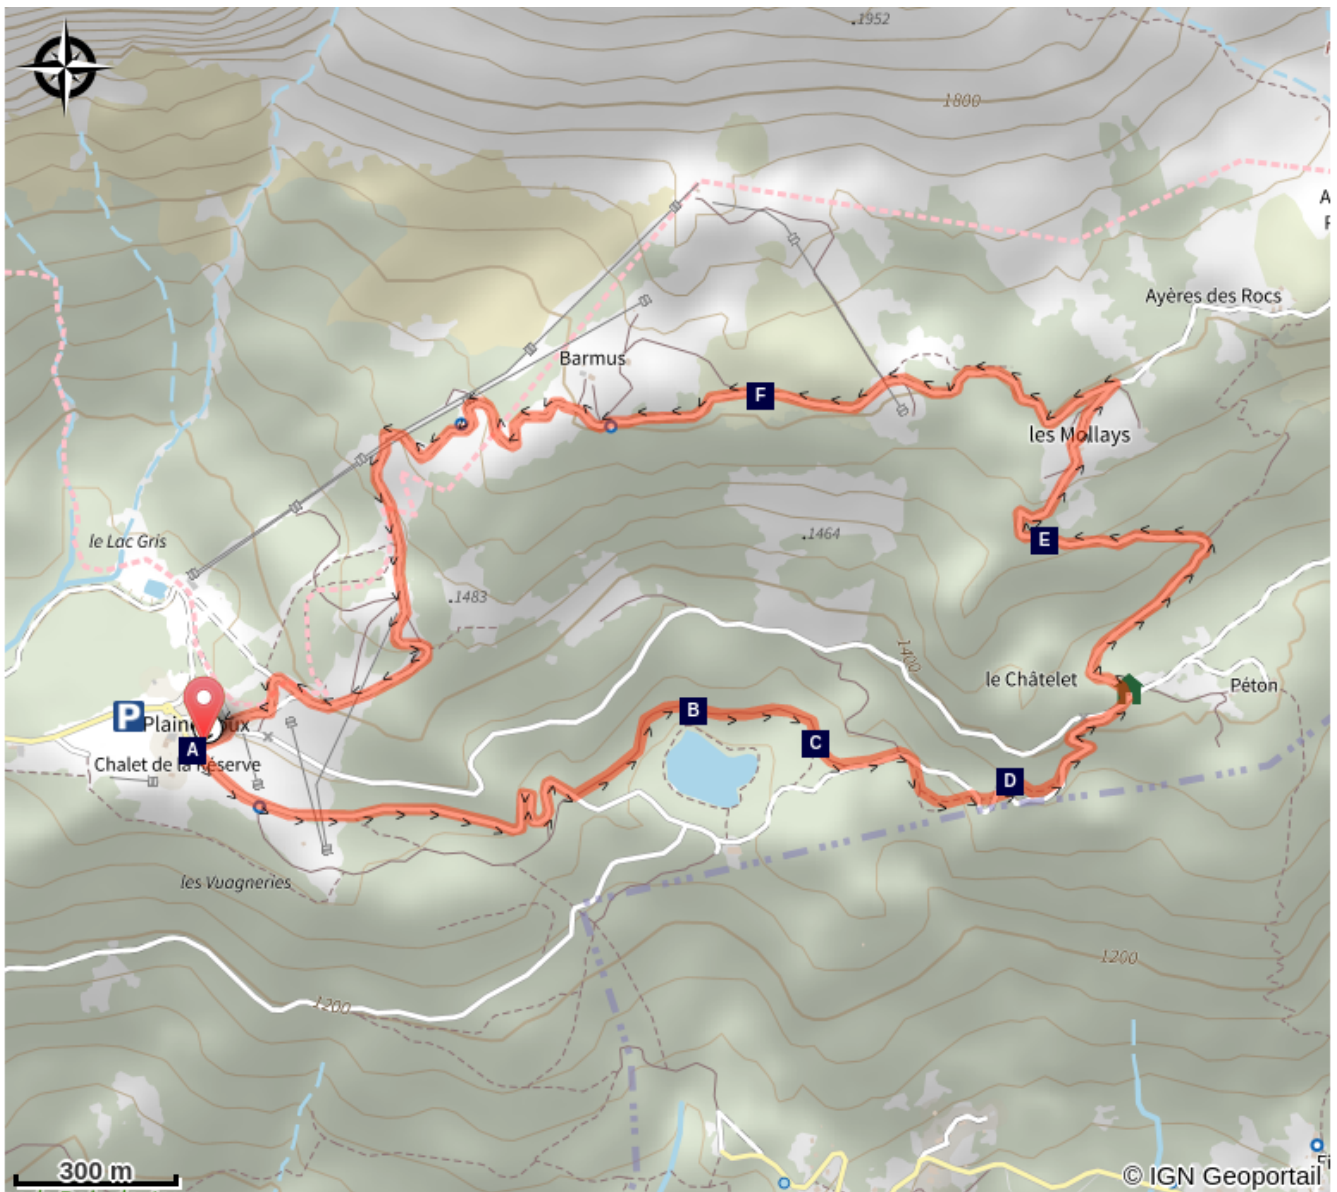 .1952
1800
Ayères des Rocs
Barmus
F
les Mollays
E
.1464
le Lac Gris
.1483
1400
le Châtelet
Péton
P
B
A
C
Chalet de la Réserve
D
les Vuagneries
1200
1200
300 m
© IGN Geoportail